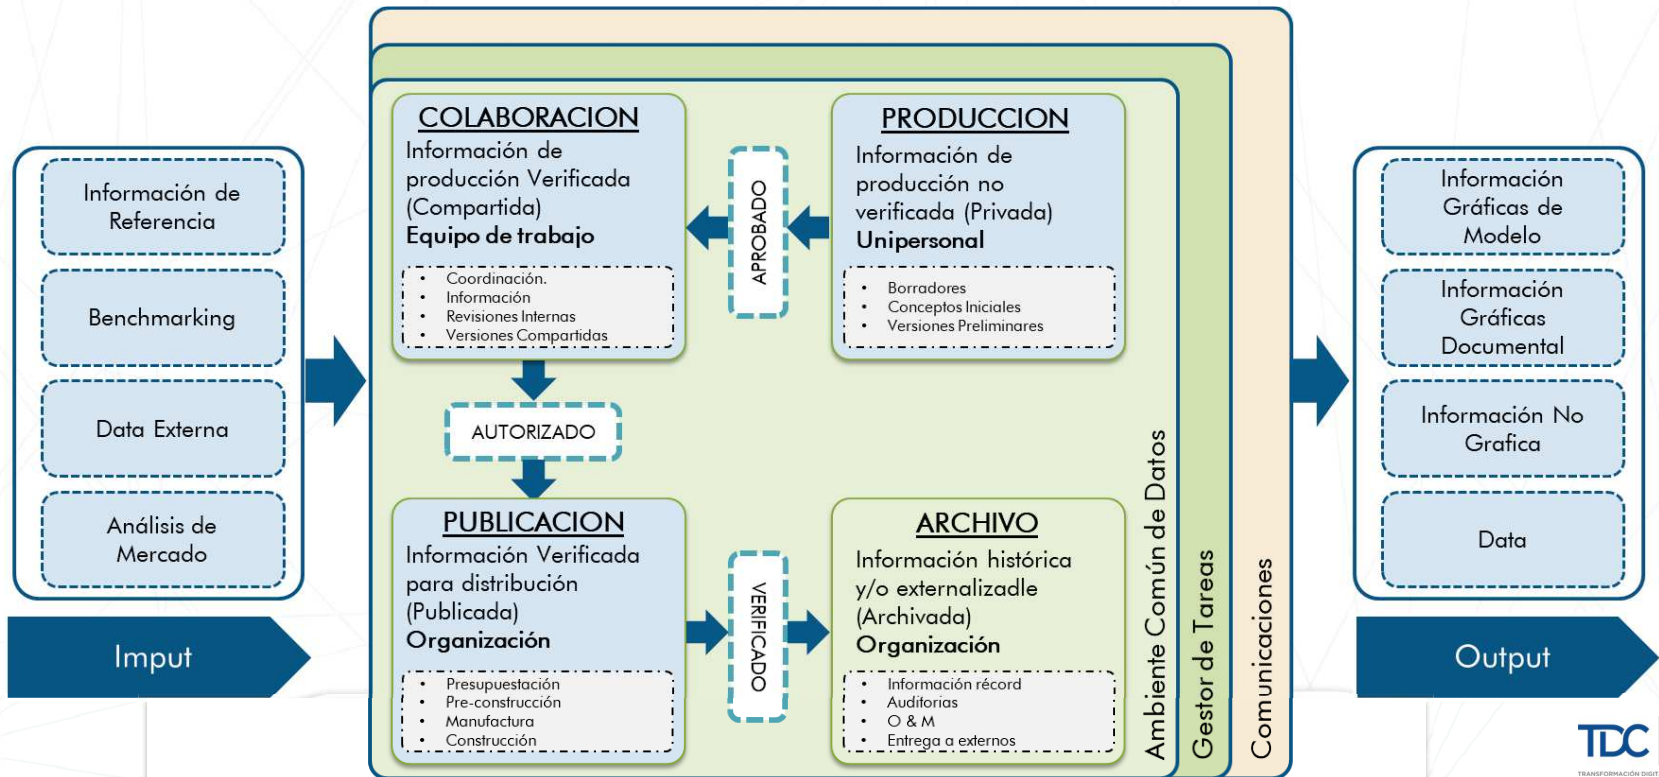 Información de
Referencia
Benchmarking
Data Externa
Análisis de
Mercado
Imput
COLABORACION
Información de
producción Verificada
(Compartida)
Equipo de trabajo
• Coordinación.
• Información
• Revisiones Internas
• Versiones Compartidas
APROBADO
PRODUCCION
Información de
producción no
verificada (Privada)
Unipersonal
• Borradores
• Conceptos Iniciales
• Versiones Preliminares
AUTORIZADO
PUBLICACION
Información Verificada
para distribución
(Publicada)
Organización
• Presupuestación
• Pre-construcción
• Manufactura
• Construcción
VERIFICADO
ARCHIVO
Información histórica
y/o externalizadle
(Archivada)
Organización
• Información récord
• Auditorias
• O & M
• Entrega a externos
Ambiente Común de Datos
Gestor de Tareas
Comunicaciones
Información
Gráficas de
Modelo
Información
Gráficas
Documental
Información No
Grafica
Data
Output
TDC
TRANSFORMACIÓN DIGIT